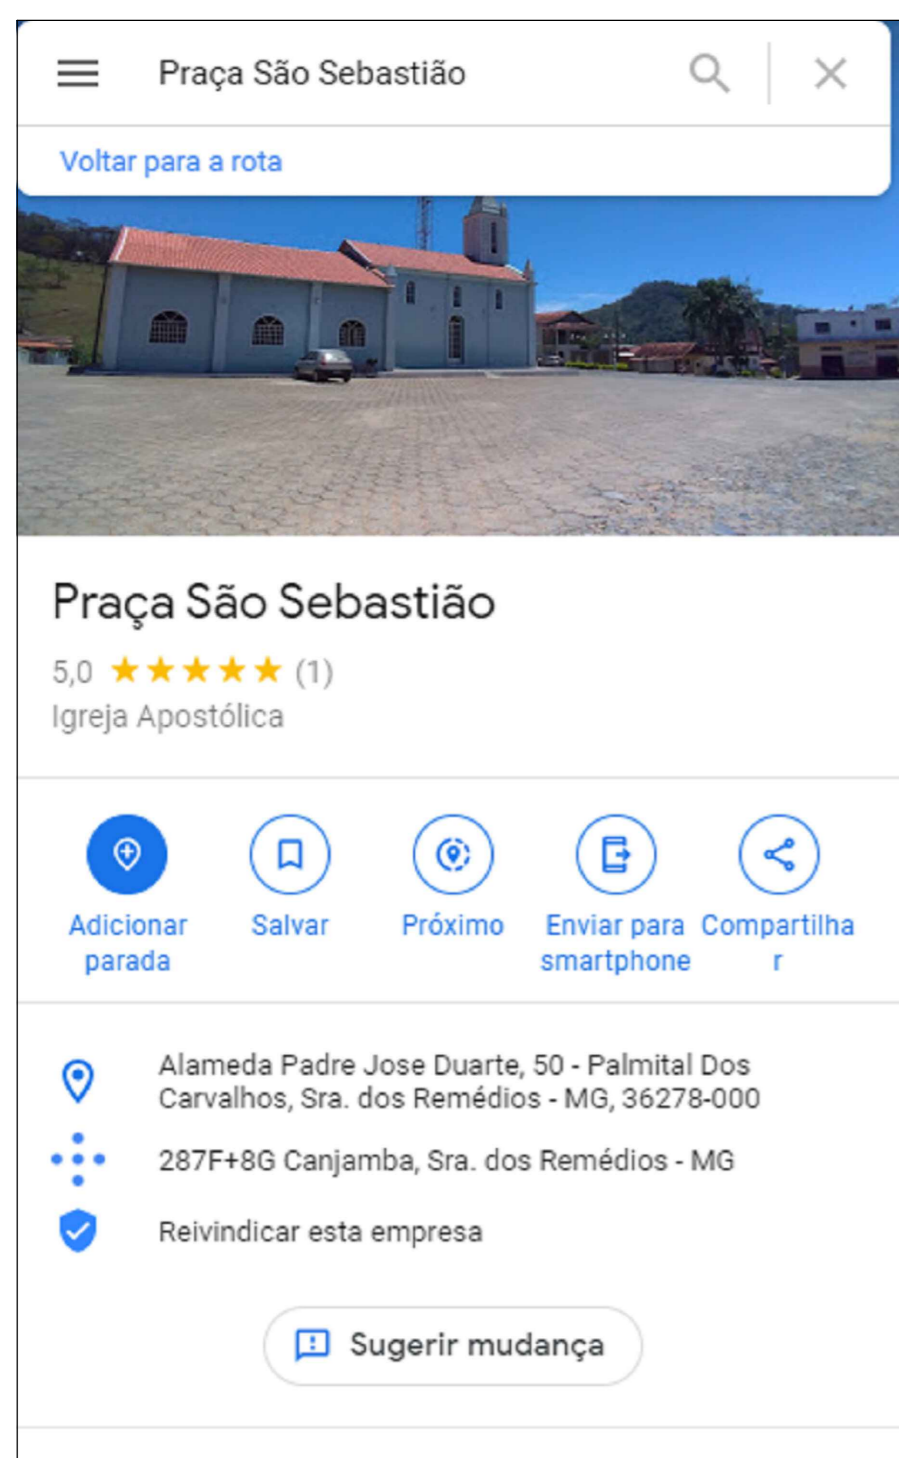 Praça São Sebastião
Voltar para a rota
Praça São Sebastião
5,0 ★★★★★ (1)
Igreja Apostólica
Adicionar parada
Salvar
Próximo
Enviar para smartphone
Compartilhar
Alameda Padre Jose Duarte, 50 - Palmital Dos
Carvalhos, Sra. dos Remédios - MG, 36278-000
287F+8G Canjamba, Sra. dos Remédios - MG
Reivindicar esta empresa
Sugerir mudança